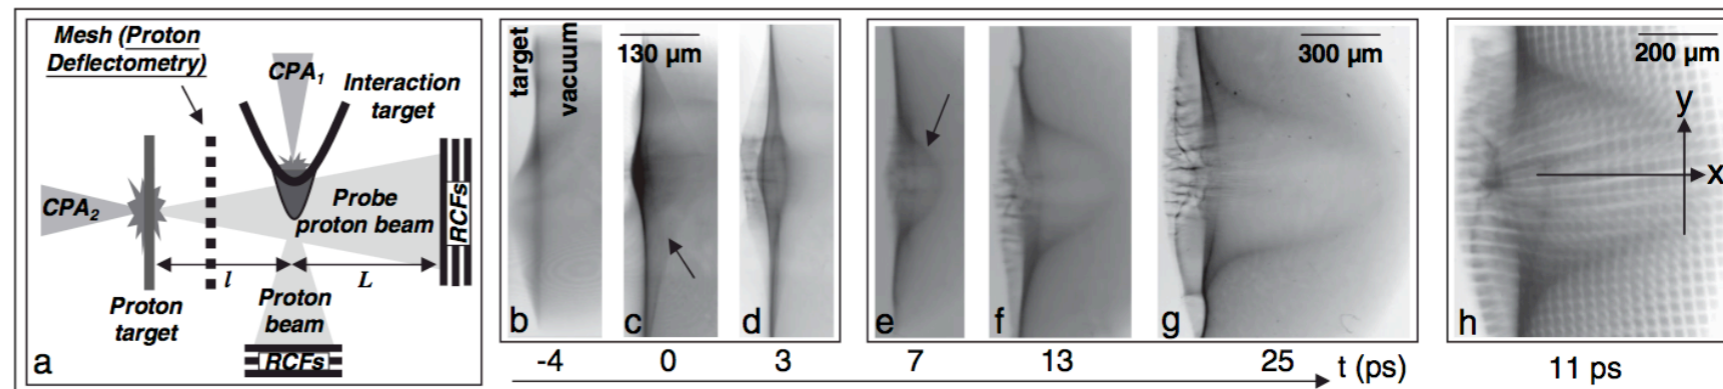 Mesh (Proton
Deflectometry)
CPA1
Interaction
target
CPA2
Probe
proton beam
RCFs
l
L
Proton
target
Proton
beam
RCFs
a
target
vacuum
130 µm
b
c
d
300 µm
e
f
g
200 µm
y
x
h
-4
0
3
7
13
25
t (ps)
11 ps